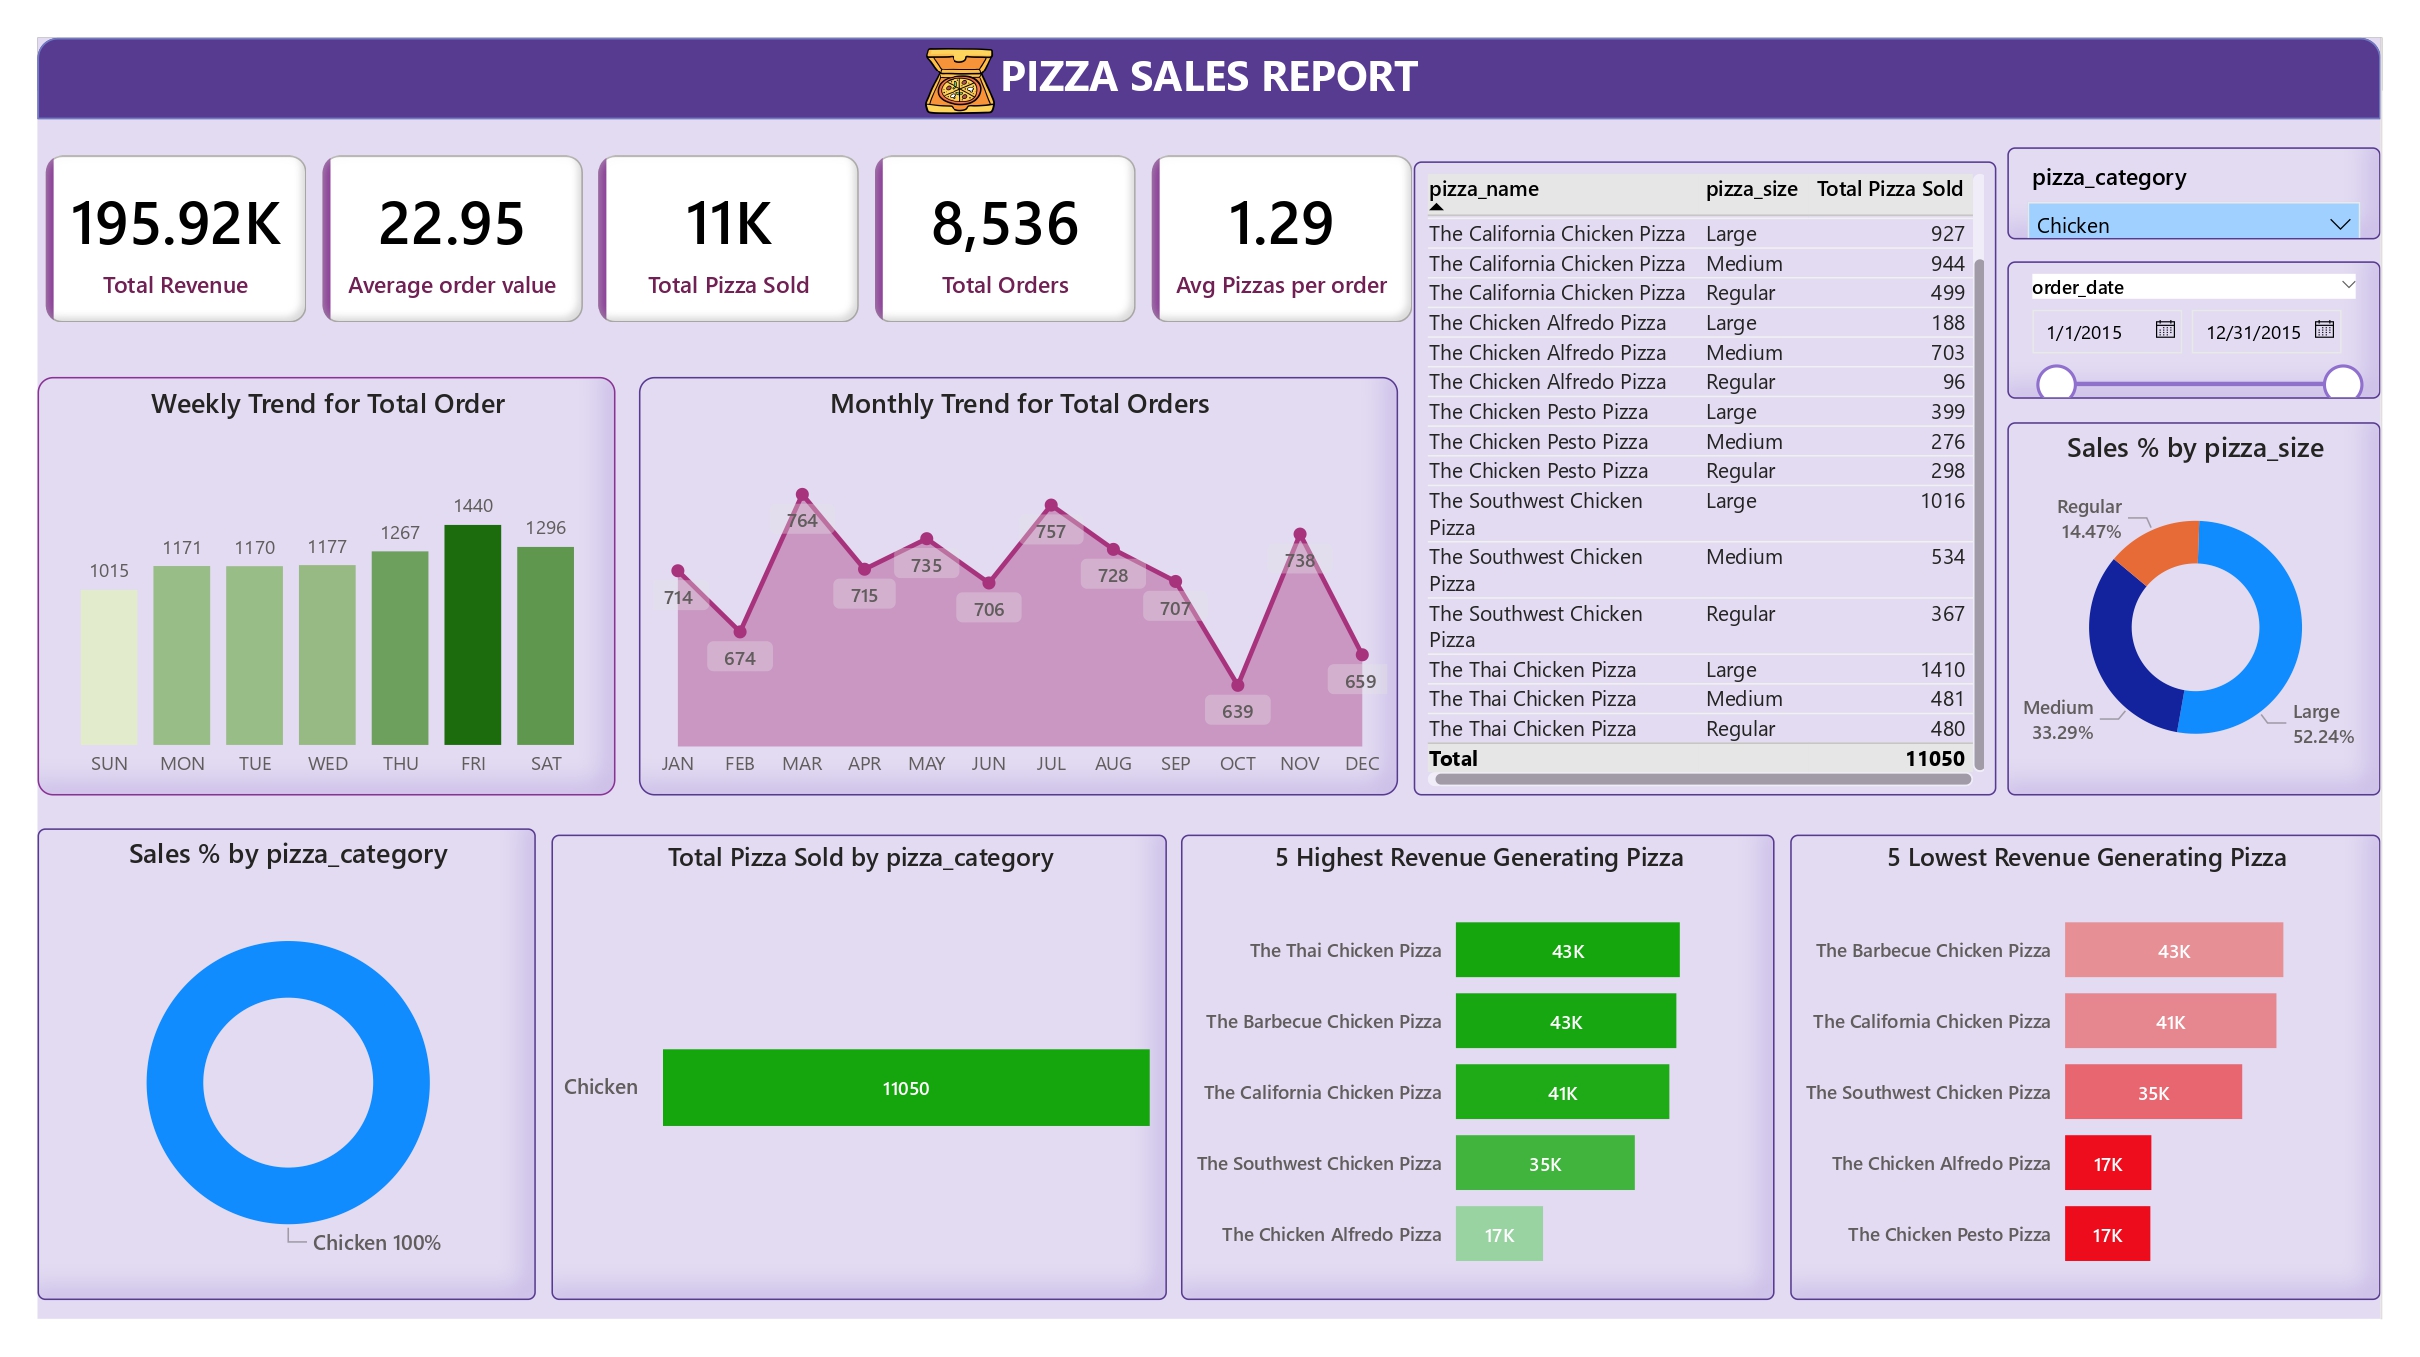 PIZZA SALES REPORT
195.92K
Total Revenue
22.95
Average order value
11K
Total Pizza Sold
8,536
Total Orders
1.29
Avg Pizzas per order
pizza_name pizza_size Total Pizza Sold
The California Chicken Pizza Large 927
The California Chicken Pizza Medium 944
The California Chicken Pizza Regular 499
The Chicken Alfredo Pizza Large 188
The Chicken Alfredo Pizza Medium 703
The Chicken Alfredo Pizza Regular 96
The Chicken Pesto Pizza Large 399
The Chicken Pesto Pizza Medium 276
The Chicken Pesto Pizza Regular 298
The Southwest Chicken Large 1016
Pizza
The Southwest Chicken Medium 534
Pizza
The Southwest Chicken Regular 367
Pizza
The Thai Chicken Pizza Large 1410
The Thai Chicken Pizza Medium 481
The Thai Chicken Pizza Regular 480
Total 11050
pizza_category
Chicken
order_date
1/1/2015 12/31/2015
Weekly Trend for Total Order
1015 1171 1170 1177 1267 1440 1296
SUN MON TUE WED THU FRI SAT
Monthly Trend for Total Orders
714 674 764 715 735 706 757 728 707 639 738 659
JAN FEB MAR APR MAY JUN JUL AUG SEP OCT NOV DEC
Sales % by pizza_size
Regular
14.47%
Medium
33.29%
Large
52.24%
Sales % by pizza_category
Chicken 100%
Total Pizza Sold by pizza_category
Chicken 11050
5 Highest Revenue Generating Pizza
The Thai Chicken Pizza 43K
The Barbecue Chicken Pizza 43K
The California Chicken Pizza 41K
The Southwest Chicken Pizza 35K
The Chicken Alfredo Pizza 17K
5 Lowest Revenue Generating Pizza
The Barbecue Chicken Pizza 43K
The California Chicken Pizza 41K
The Southwest Chicken Pizza 35K
The Chicken Alfredo Pizza 17K
The Chicken Pesto Pizza 17K